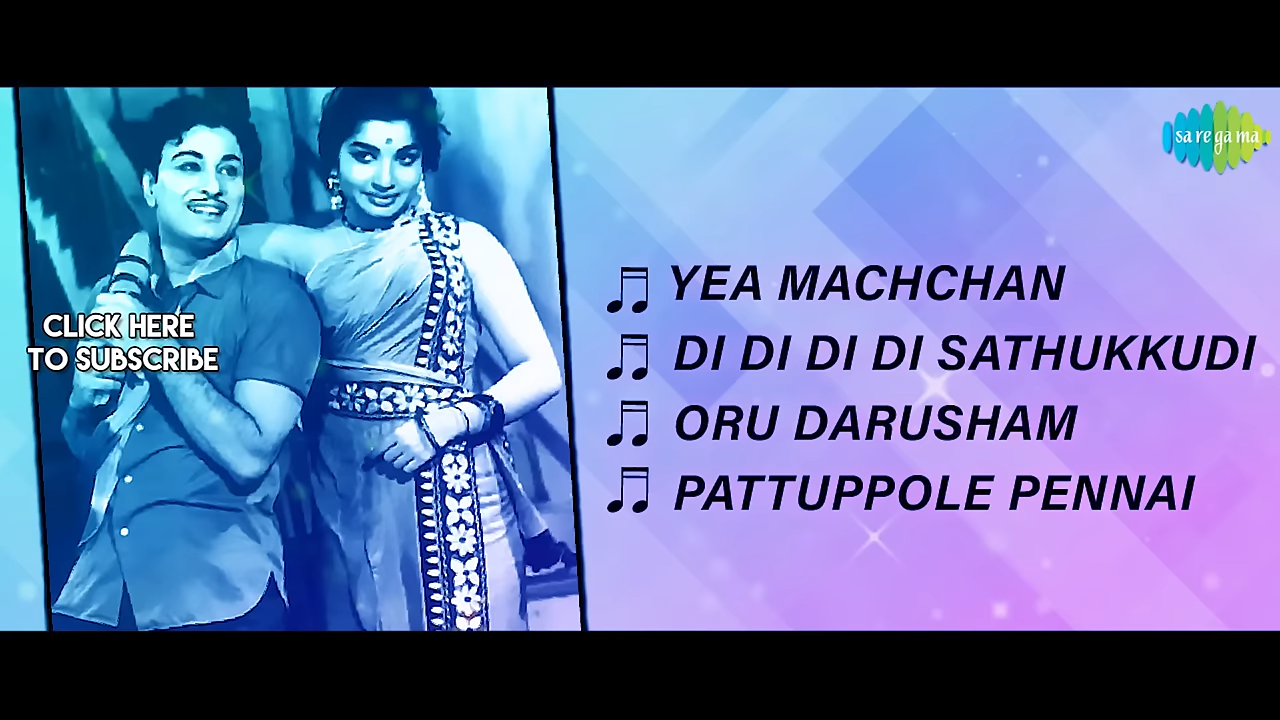 sa re ga ma
YEA MACHCHAN
CLICK HERE
TO SUBSCRIBE
DI DI DI DI SATHUKKUDI
ORU DARUSHAM
PATTUPPOLE PENNAI